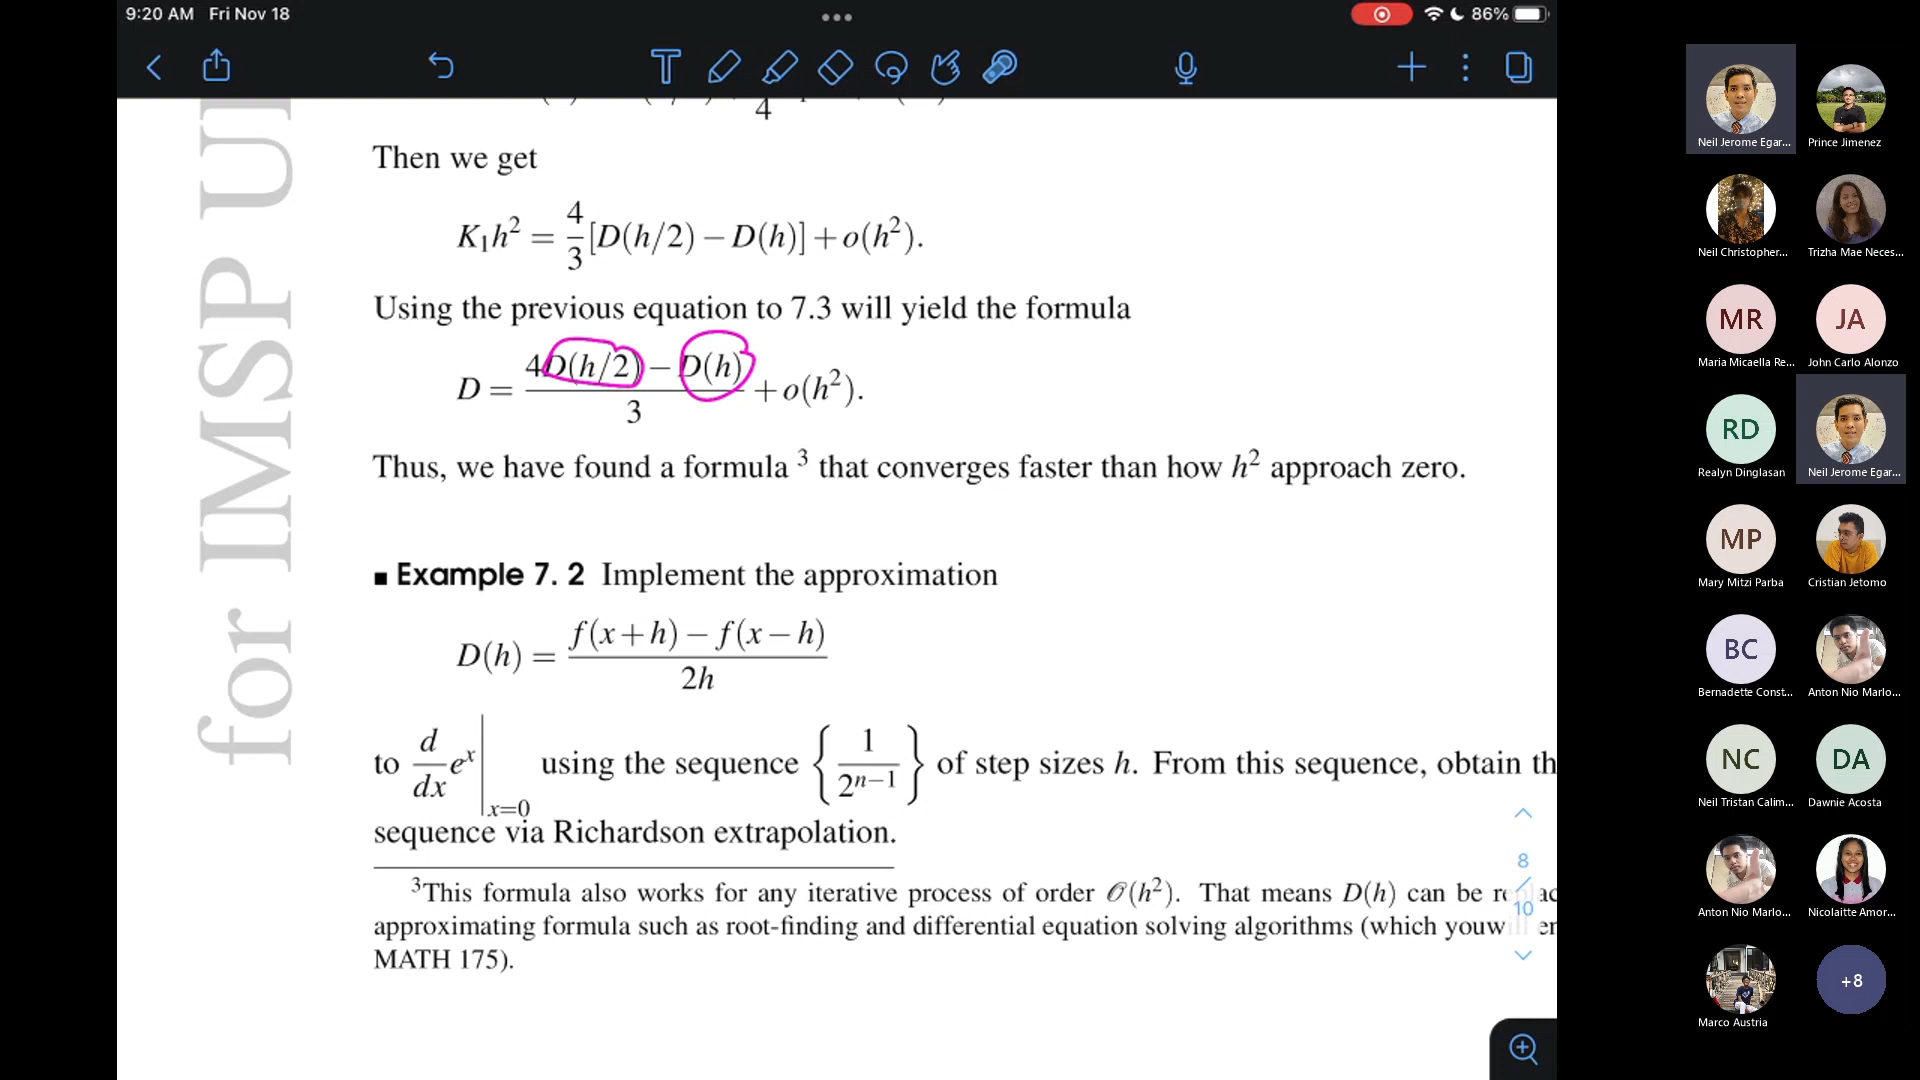 9:20 AM Fri Nov 18
86%
4
Then we get
K₁h² = 4/3 [D(h/2) − D(h)] + o(h²).
Using the previous equation to 7.3 will yield the formula
D = (4D(h/2) − D(h))/3 + o(h²).
Thus, we have found a formula ³ that converges faster than how h² approach zero.
■ Example 7. 2 Implement the approximation
D(h) = (f(x+h) − f(x−h))/2h
to d/dx eˣ |ₓ₌₀ using the sequence {1/2ⁿ⁻¹} of step sizes h. From this sequence, obtain th
sequence via Richardson extrapolation.
³This formula also works for any iterative process of order 𝒪(h²). That means D(h) can be
approximating formula such as root-finding and differential equation solving algorithms (which you
MATH 175).
8
10
for IMSP
Neil Jerome Egar...
Prince Jimenez
Neil Christopher...
Trizha Mae Neces...
MR
JA
Maria Micaella Re...
John Carlo Alonzo
RD
Realyn Dinglasan
Neil Jerome Egar...
MP
Mary Mitzi Parba
Cristian Jetomo
BC
Bernadette Const...
Anton Nio Marlo...
NC
DA
Neil Tristan Calim...
Dawnie Acosta
Anton Nio Marlo...
Nicolaitte Amor...
+8
Marco Austria